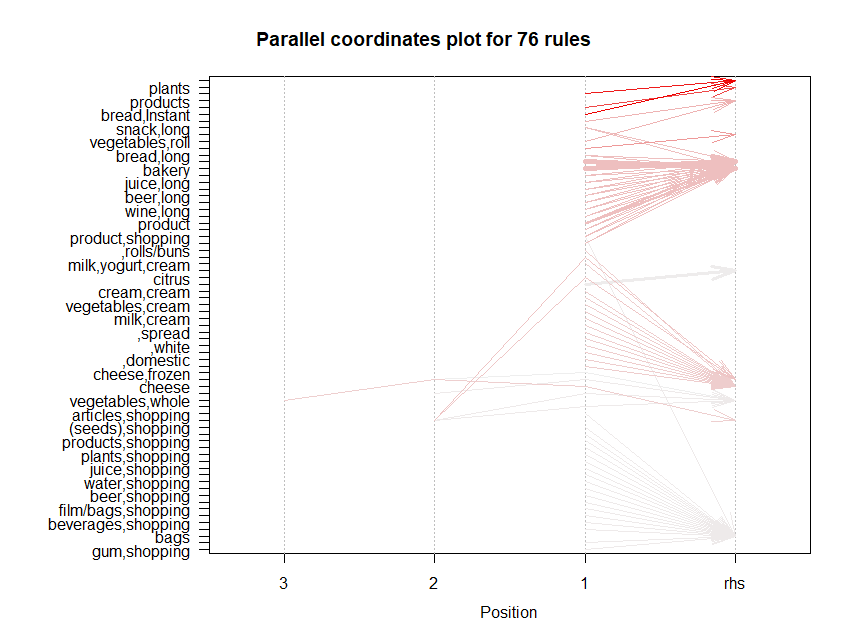 Parallel coordinates plot for 76 rules
plants
products
bread,Instant
snack,long
vegetables,roll
bread,long
bakery
juice,long
beer,long
wine,long
product
product,shopping
,rolls/buns
milk,yogurt,cream
citrus
cream,cream
vegetables,cream
milk,cream
,spread
,white
,domestic
cheese,frozen
cheese
vegetables,whole
articles,shopping
(seeds),shopping
products,shopping
plants,shopping
juice,shopping
water,shopping
beer,shopping
film/bags,shopping
beverages,shopping
bags
gum,shopping
3 2 1 rhs
Position